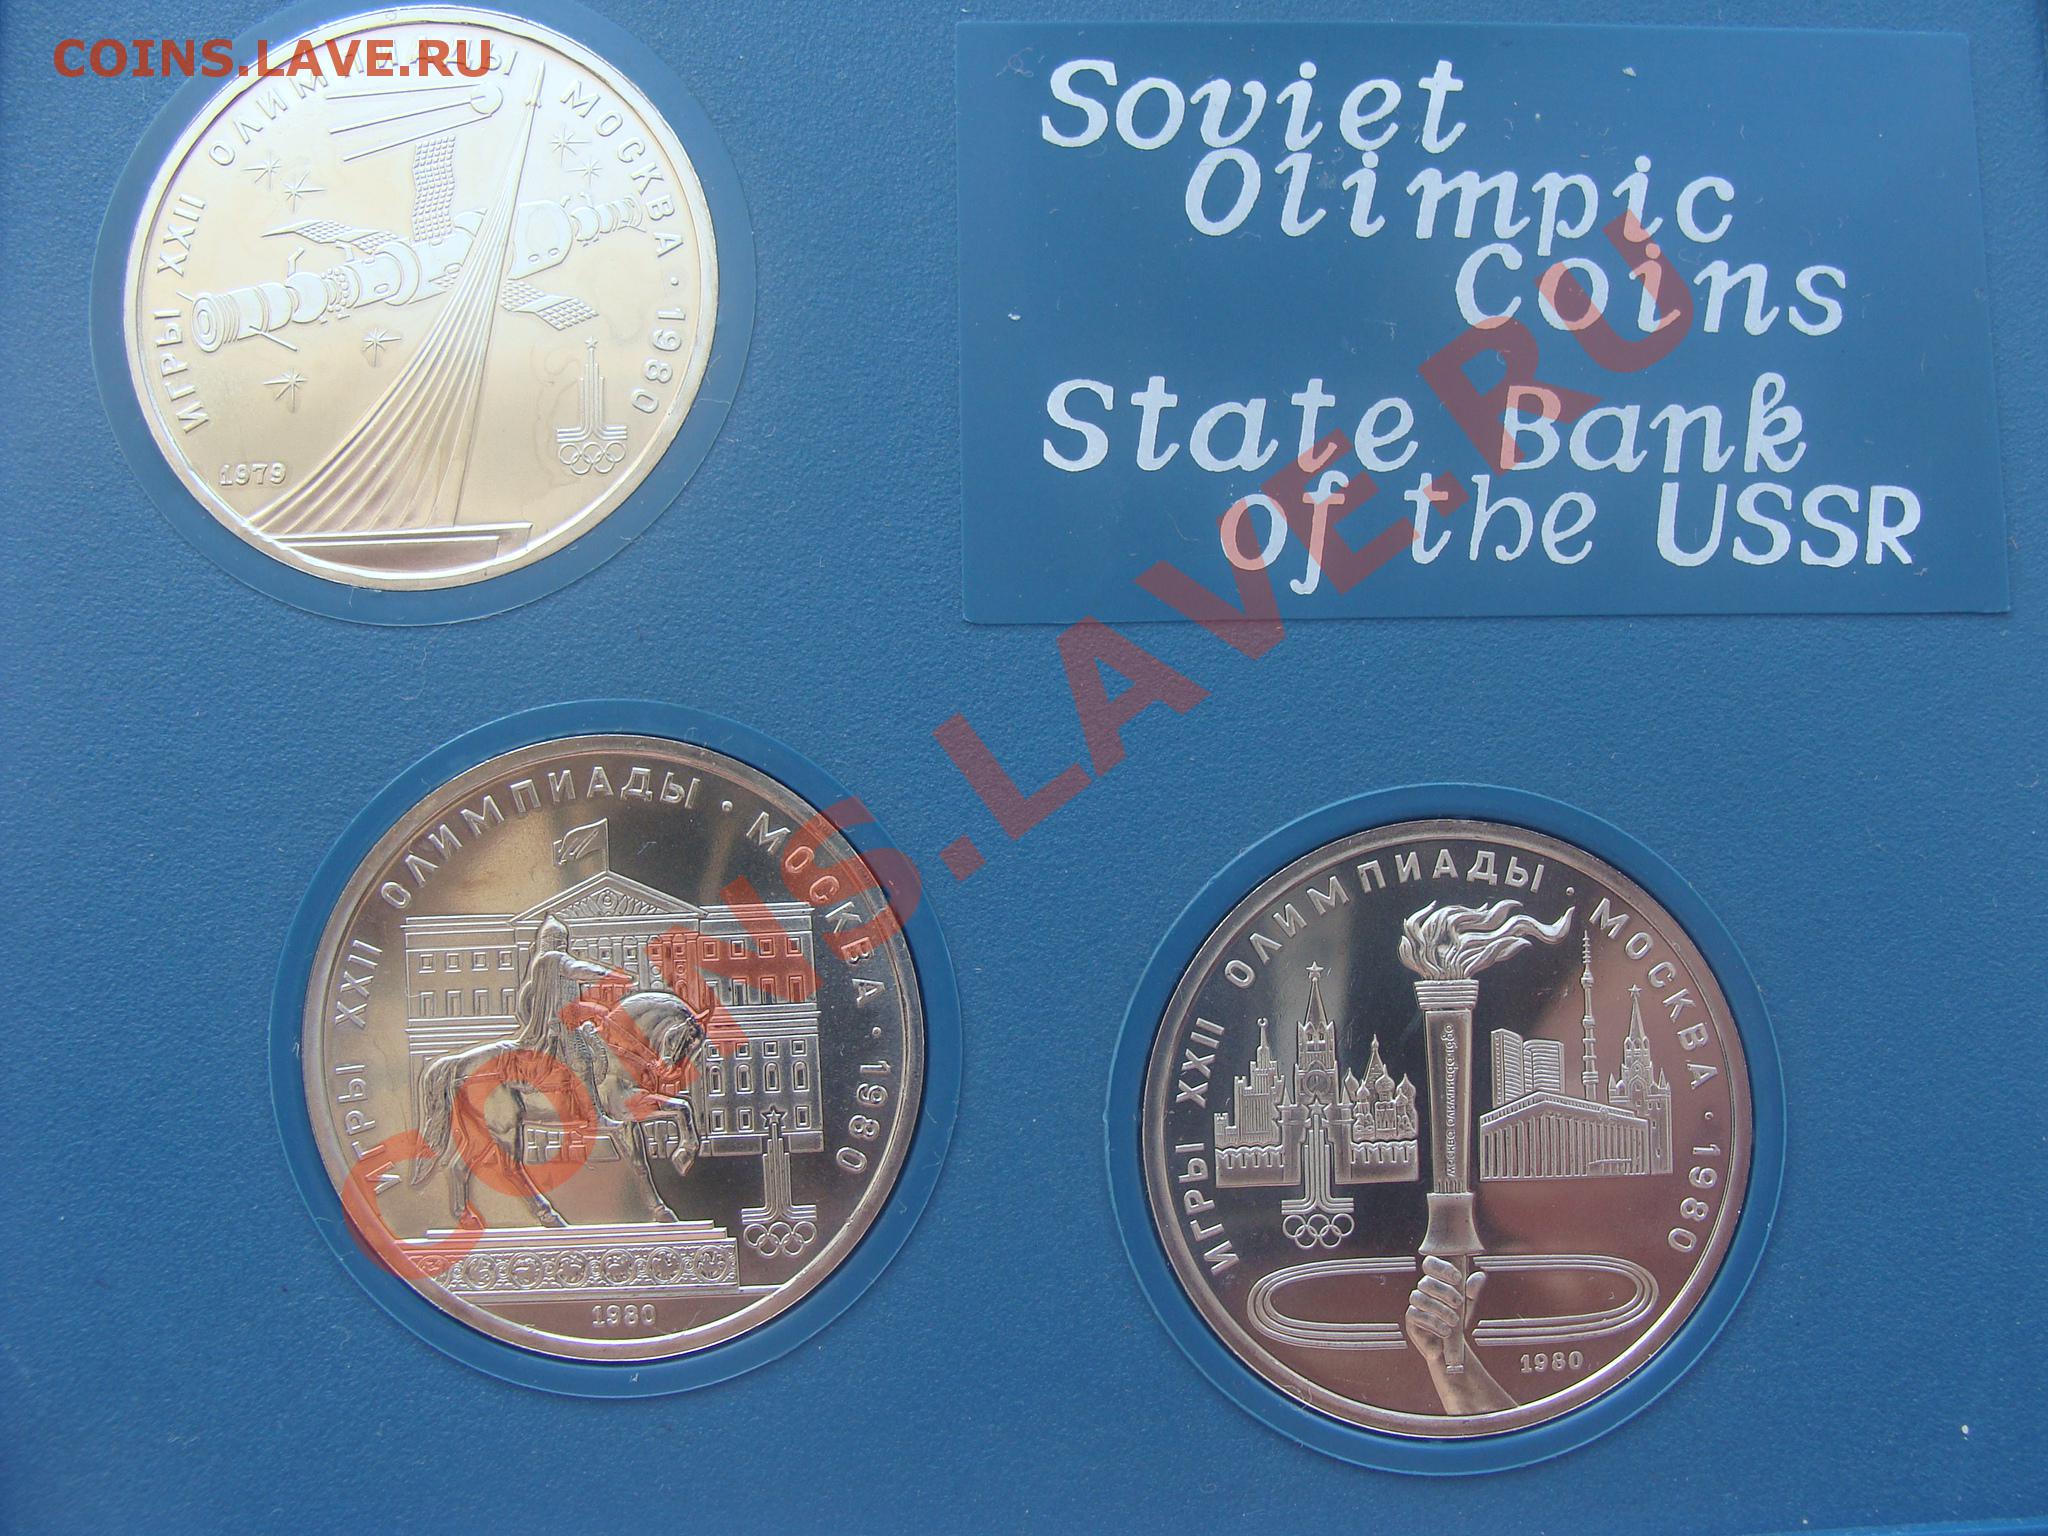 COINS.LAVE.RU
ИГРЫ XXII ОЛИМПИАДЫ МОСКВА · 1980
1979
Soviet
Olimpic
Coins
State Bank
of the USSR
COINS.LAVE.RU
ИГРЫ XXII ОЛИМПИАДЫ · МОСКВА · 1980
1980
ИГРЫ XXII ОЛИМПИАДЫ · МОСКВА · 1980
1980